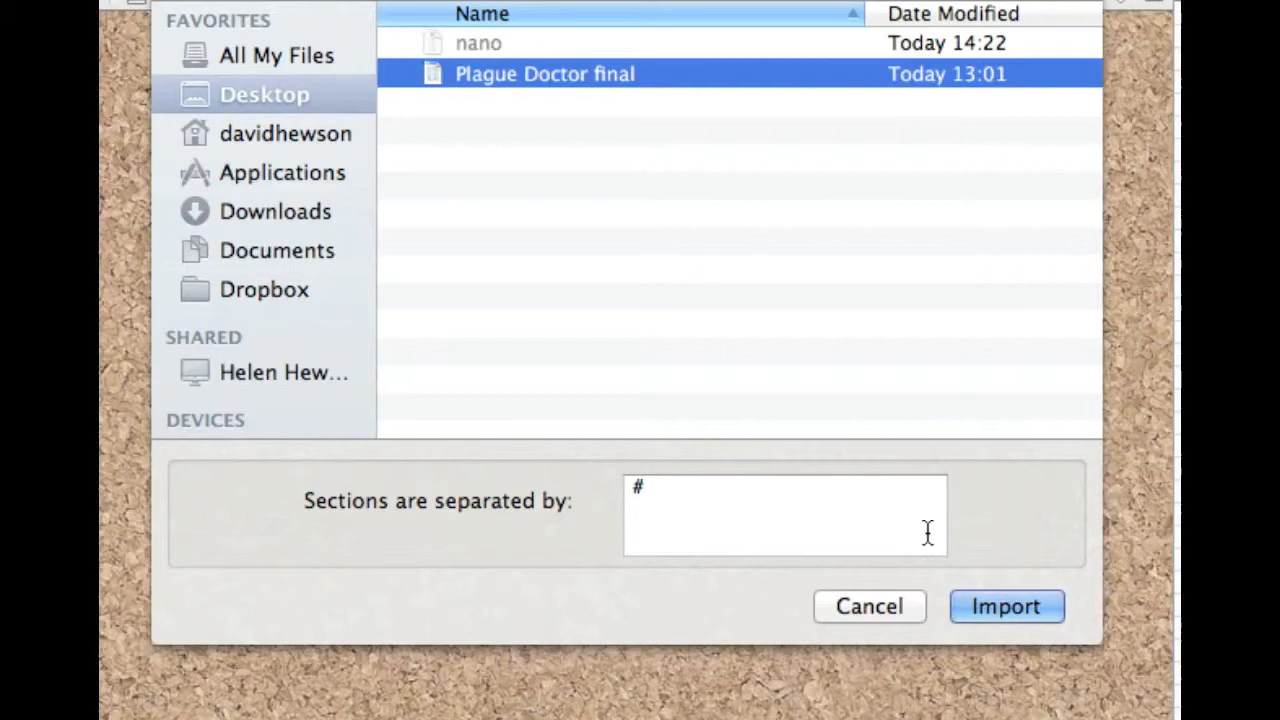 FAVORITES
All My Files
Desktop
davidhewson
Applications
Downloads
Documents
Dropbox
SHARED
Helen Hew...
DEVICES
Name Date Modified
nano Today 14:22
Plague Doctor final Today 13:01
Sections are separated by: #
Cancel Import